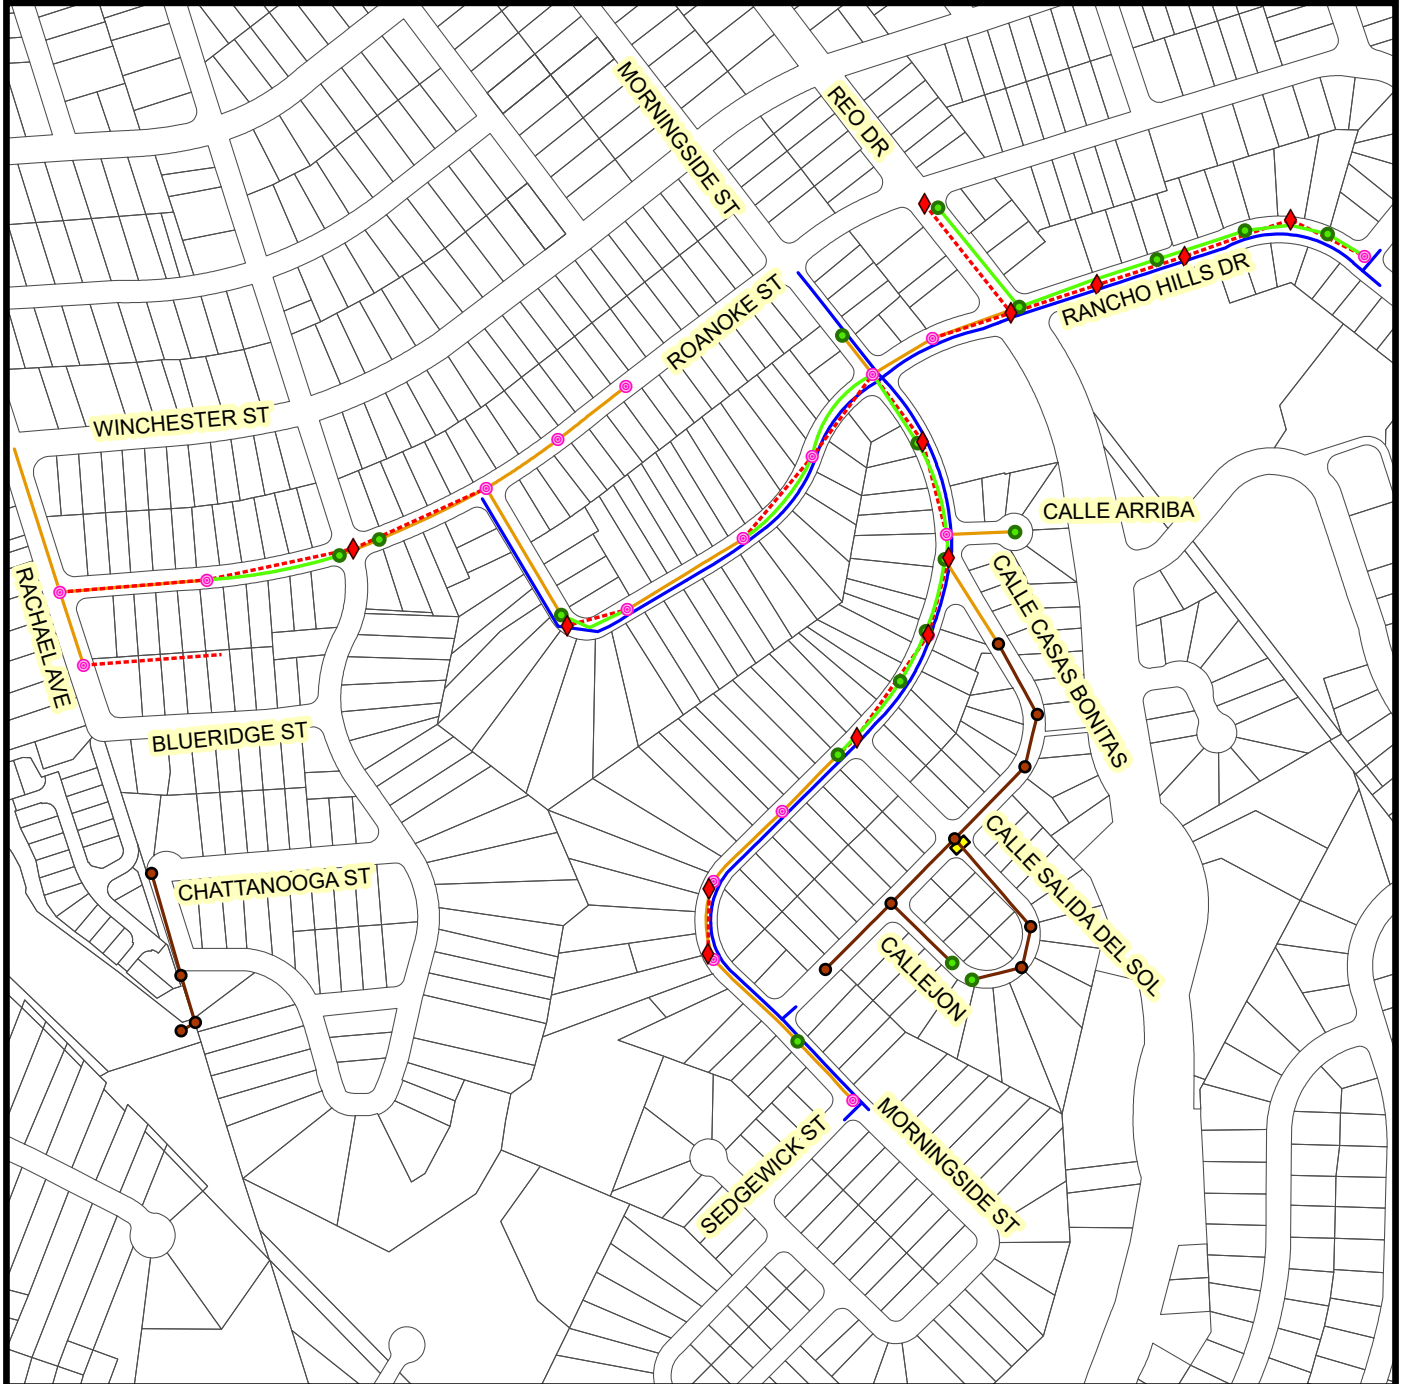 MORNINGSIDE ST
REO DR
RANCHO HILLS DR
ROANOKE ST
WINCHESTER ST
CALLE ARRIBA
RACHAEL AVE
CALLE CASAS BONITAS
BLUERIDGE ST
CHATTANOOGA ST
CALLE SALIDA DEL SOL
CALLEJON
SEDGEWICK ST
MORNINGSIDE ST